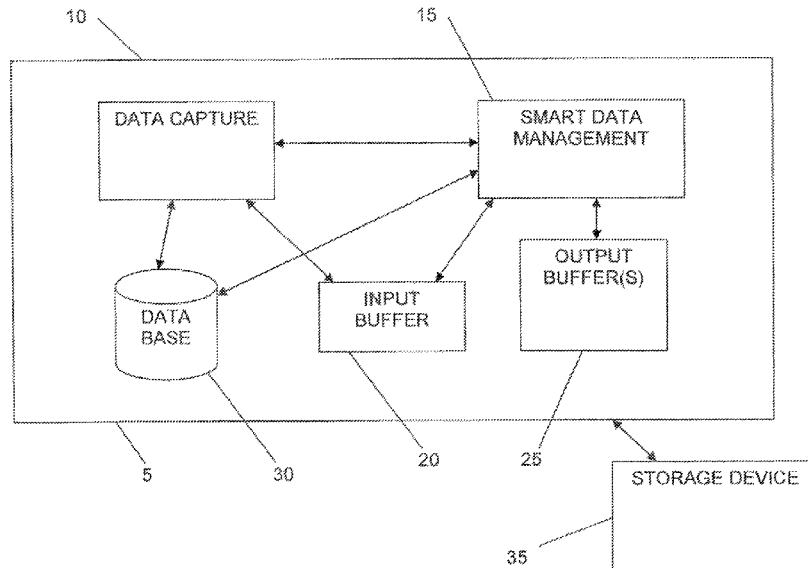 10
15
DATA CAPTURE
SMART DATA
MANAGEMENT
DATA
BASE
INPUT
BUFFER
OUTPUT
BUFFER(S)
5
30
20
25
STORAGE DEVICE
35